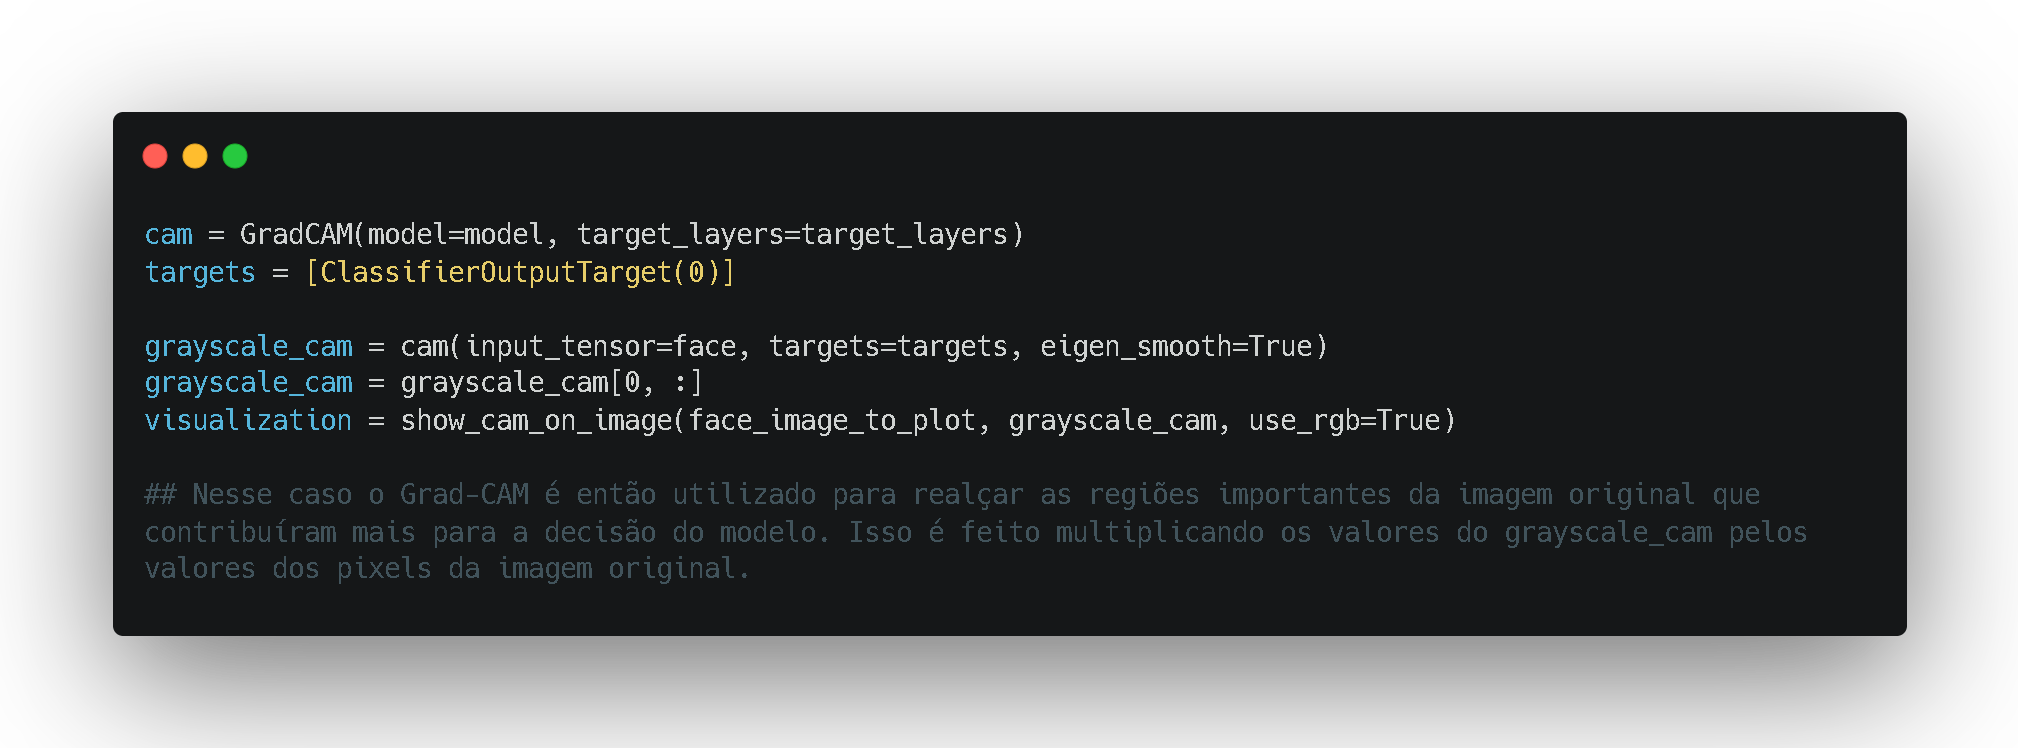 cam = GradCAM(model=model, target_layers=target_layers)
targets = [ClassifierOutputTarget(0)]
grayscale_cam = cam(input_tensor=face, targets=targets, eigen_smooth=True)
grayscale_cam = grayscale_cam[0, :]
visualization = show_cam_on_image(face_image_to_plot, grayscale_cam, use_rgb=True)
## Nesse caso o Grad-CAM é então utilizado para realçar as regiões importantes da imagem original que
contribuíram mais para a decisão do modelo. Isso é feito multiplicando os valores do grayscale_cam pelos
valores dos pixels da imagem original.